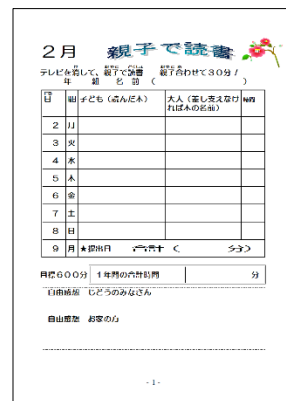 2月 親子で読書
テレビを消して、親子で読書 親子合わせて30分！
年 組 名前（ ）
日 曜 子ども（読んだ本） 大人（差し支えなければ本の名前） 時間
2 月
3 火
4 水
5 木
6 金
7 土
8 日
9 月 ★提出日 合計（ 分）
目標600分 1年間の合計時間 分
自由感想 じどうのみなさん
自由感想 お家の方
- 1 -